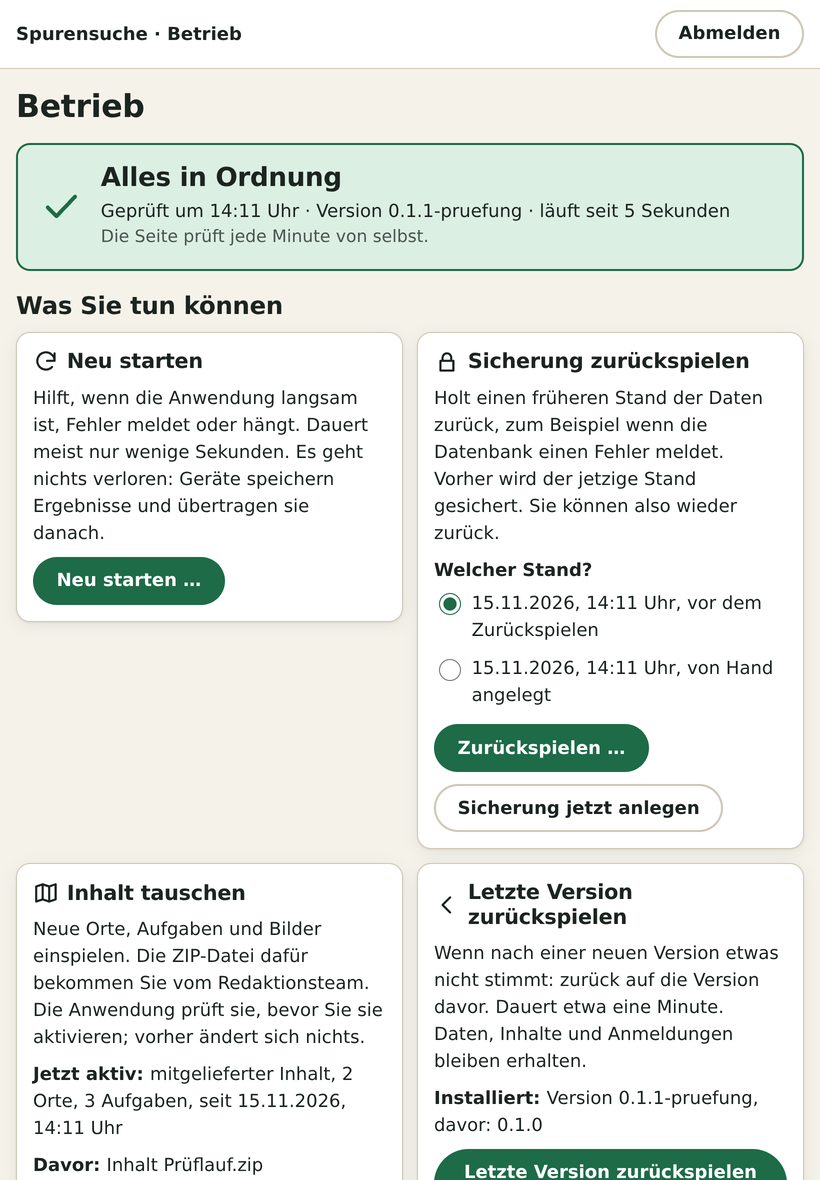 Spurensuche · Betrieb
Abmelden
Betrieb
Alles in Ordnung
Geprüft um 14:11 Uhr · Version 0.1.1-pruefung · läuft seit 5 Sekunden
Die Seite prüft jede Minute von selbst.
Was Sie tun können
Neu starten
Hilft, wenn die Anwendung langsam
ist, Fehler meldet oder hängt. Dauert
meist nur wenige Sekunden. Es geht
nichts verloren: Geräte speichern
Ergebnisse und übertragen sie
danach.
Neu starten …
Sicherung zurückspielen
Holt einen früheren Stand der Daten
zurück, zum Beispiel wenn die
Datenbank einen Fehler meldet.
Vorher wird der jetzige Stand
gesichert. Sie können also wieder
zurück.
Welcher Stand?
15.11.2026, 14:11 Uhr, vor dem
Zurückspielen
15.11.2026, 14:11 Uhr, von Hand
angelegt
Zurückspielen …
Sicherung jetzt anlegen
Inhalt tauschen
Neue Orte, Aufgaben und Bilder
einspielen. Die ZIP-Datei dafür
bekommen Sie vom Redaktionsteam.
Die Anwendung prüft sie, bevor Sie sie
aktivieren; vorher ändert sich nichts.
Jetzt aktiv: mitgelieferter Inhalt, 2
Orte, 3 Aufgaben, seit 15.11.2026,
14:11 Uhr
Davor: Inhalt Prüflauf.zip
Letzte Version
zurückspielen
Wenn nach einer neuen Version etwas
nicht stimmt: zurück auf die Version
davor. Dauert etwa eine Minute.
Daten, Inhalte und Anmeldungen
bleiben erhalten.
Installiert: Version 0.1.1-pruefung,
davor: 0.1.0
Letzte Version zurückspielen